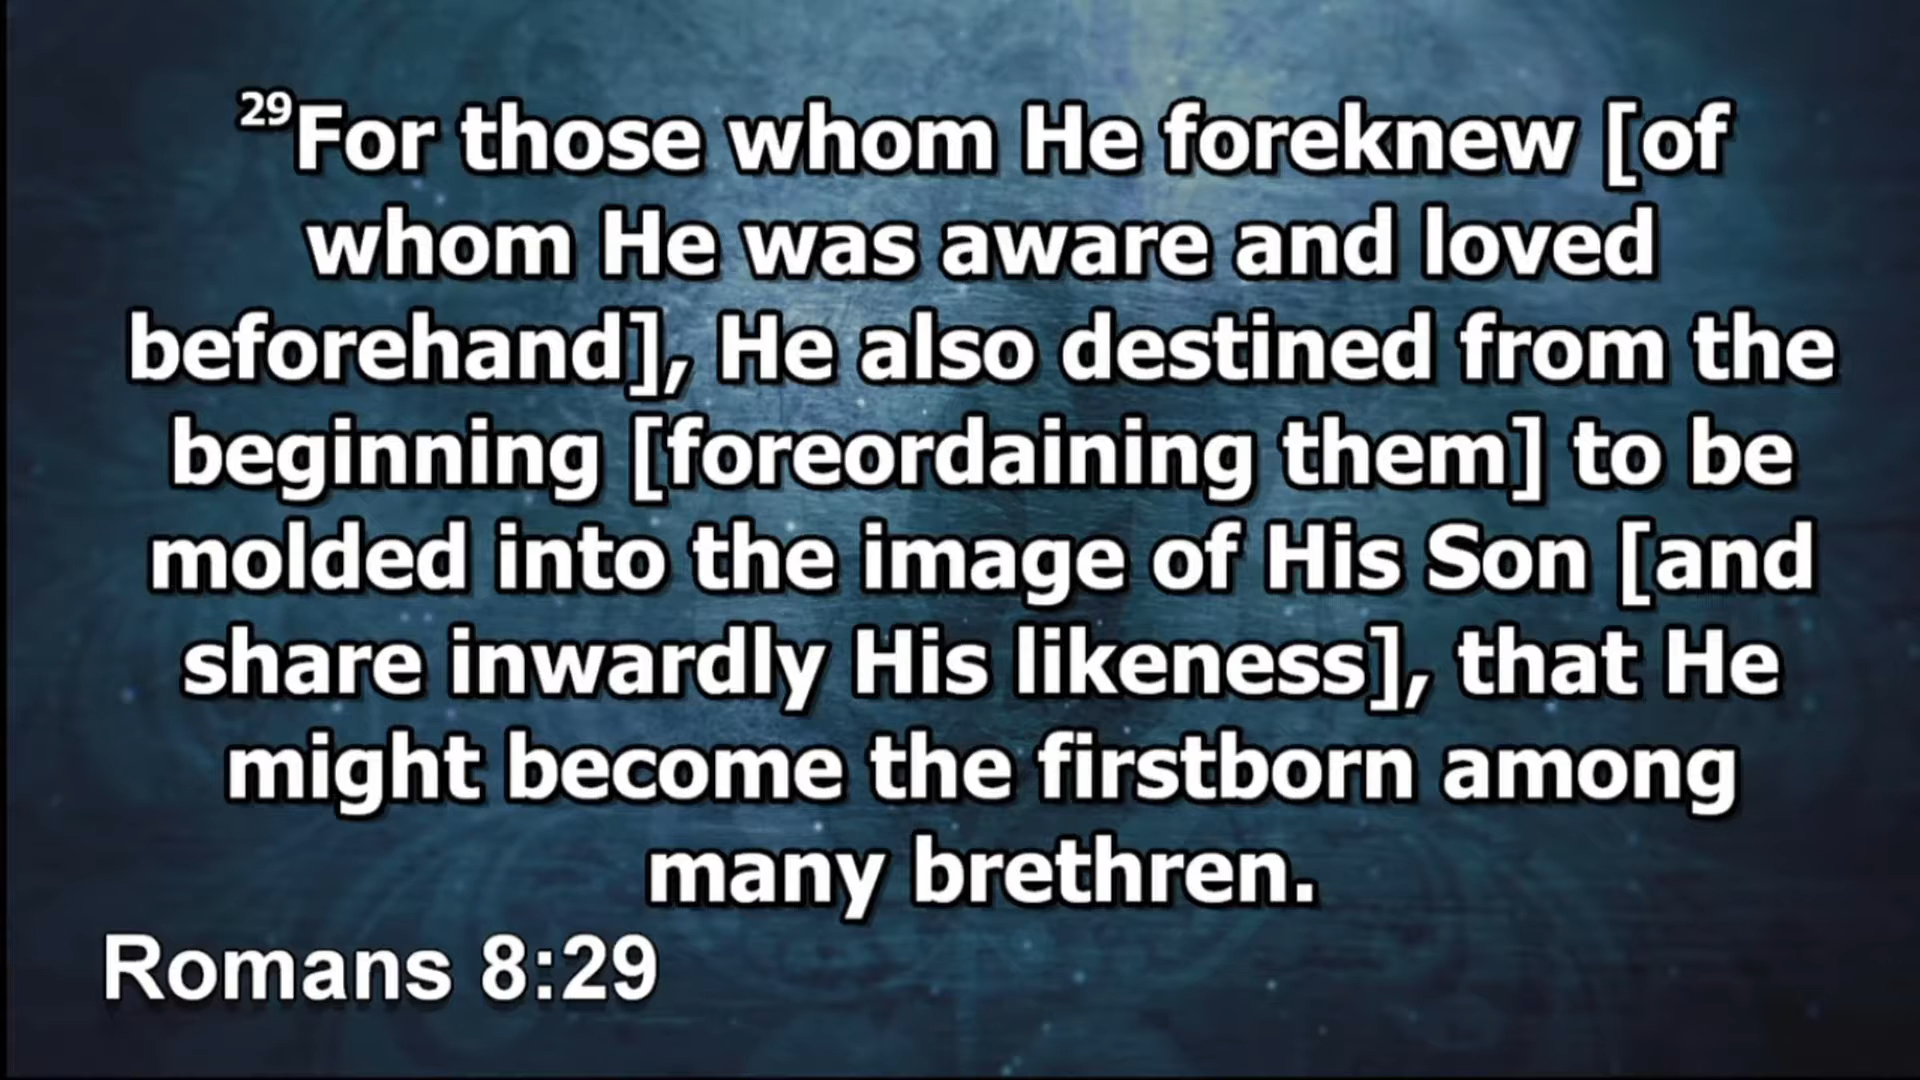 29For those whom He foreknew [of
whom He was aware and loved
beforehand], He also destined from the
beginning [foreordaining them] to be
molded into the image of His Son [and
share inwardly His likeness], that He
might become the firstborn among
many brethren.
Romans 8:29